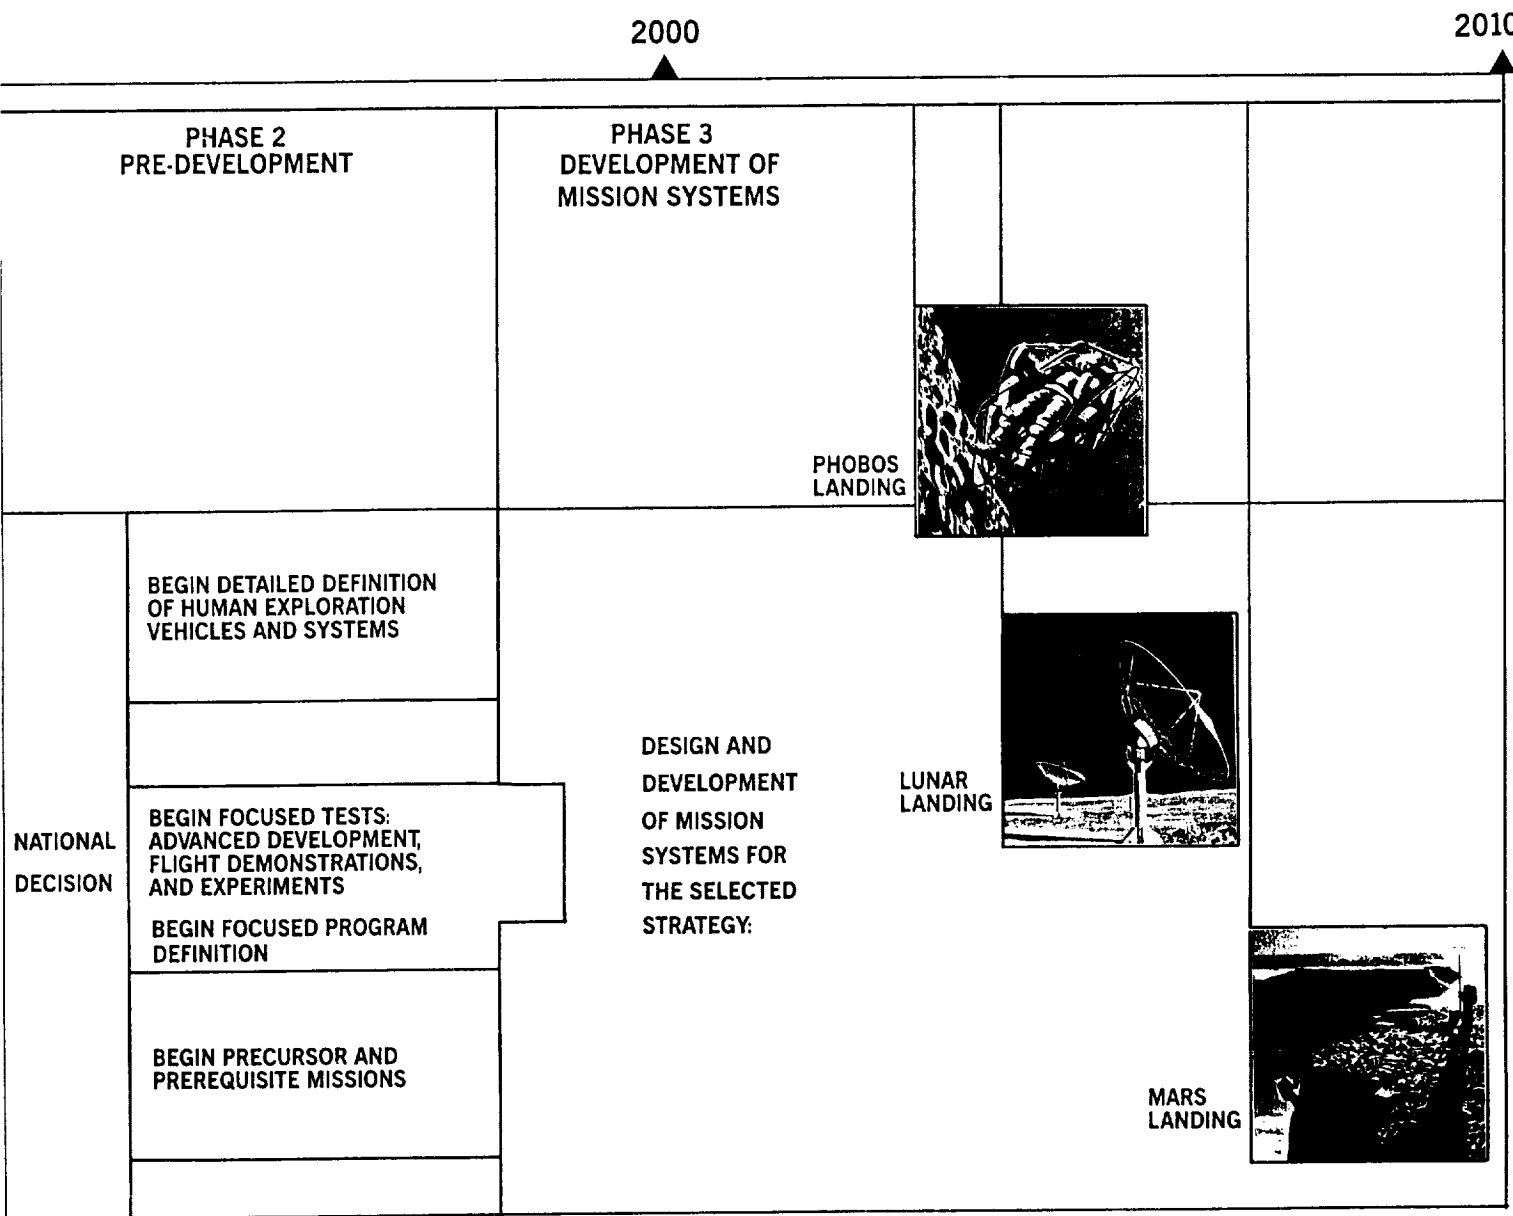 2000
2010
PHASE 2
PRE-DEVELOPMENT
PHASE 3
DEVELOPMENT OF
MISSION SYSTEMS
PHOBOS
LANDING
BEGIN DETAILED DEFINITION
OF HUMAN EXPLORATION
VEHICLES AND SYSTEMS
NATIONAL
DECISION
BEGIN FOCUSED TESTS:
ADVANCED DEVELOPMENT,
FLIGHT DEMONSTRATIONS,
AND EXPERIMENTS
BEGIN FOCUSED PROGRAM
DEFINITION
DESIGN AND
DEVELOPMENT
OF MISSION
SYSTEMS FOR
THE SELECTED
STRATEGY:
LUNAR
LANDING
BEGIN PRECURSOR AND
PREREQUISITE MISSIONS
MARS
LANDING